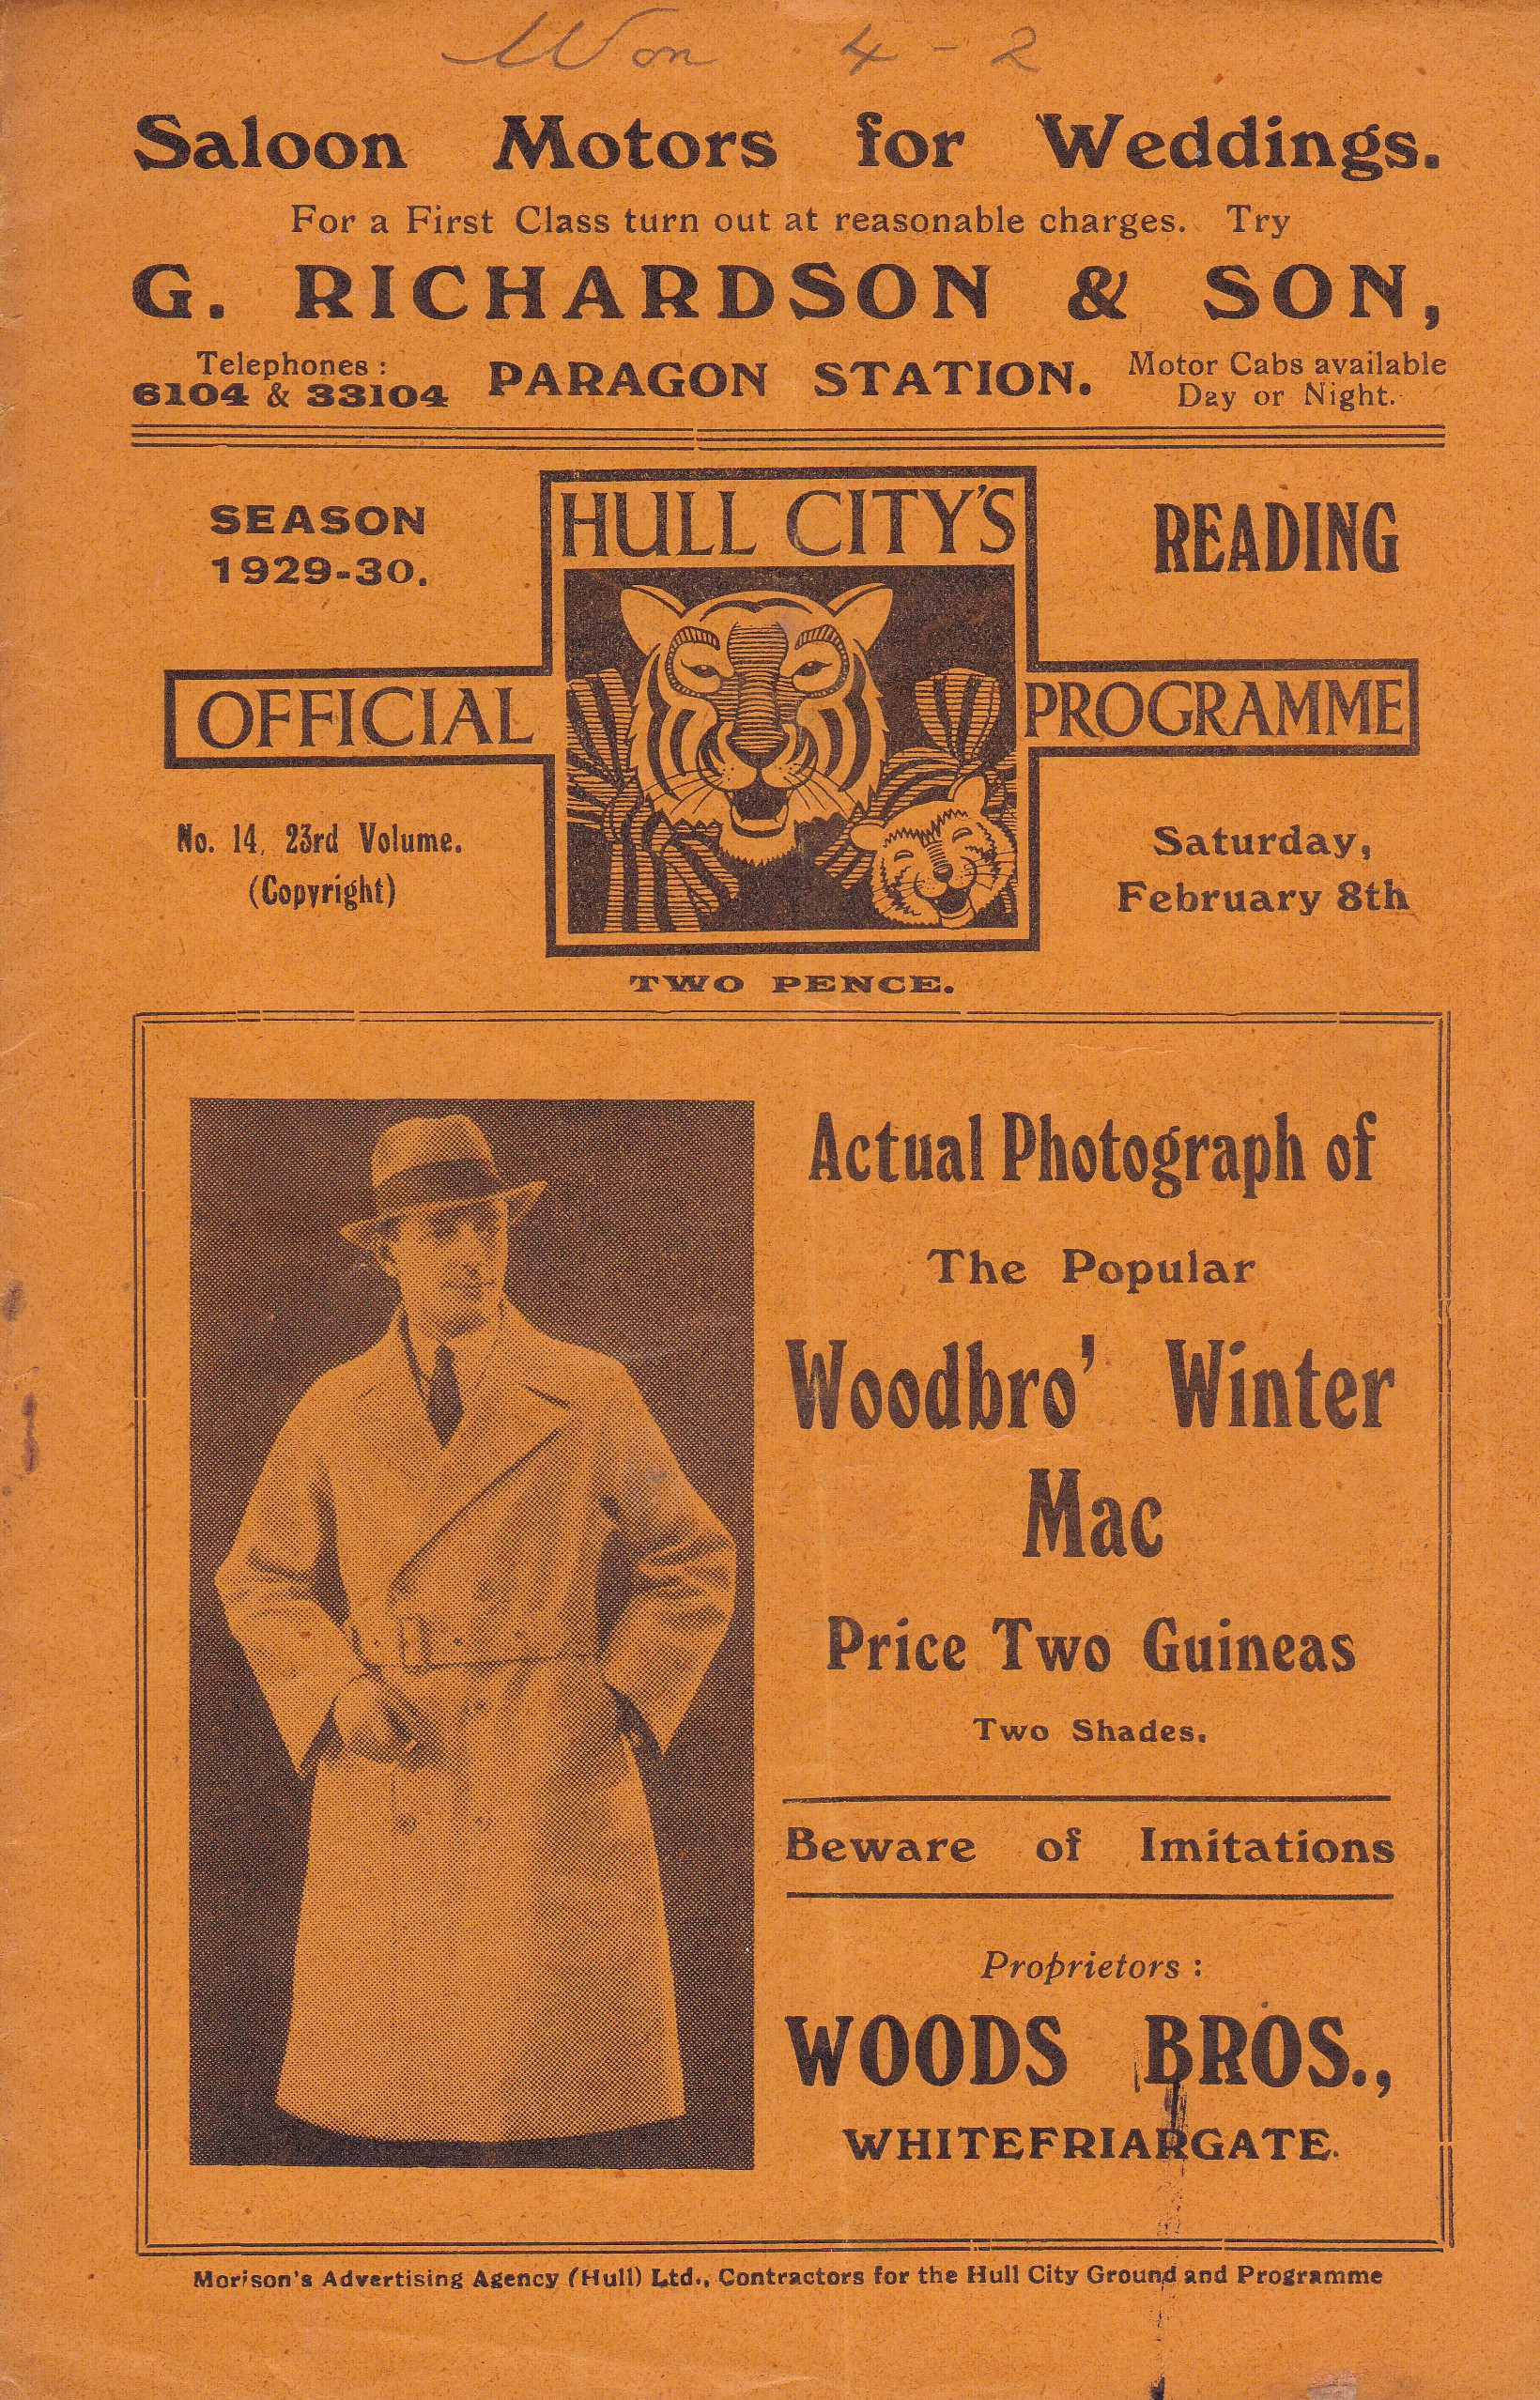 Won 4 - 2
Saloon Motors for Weddings.
For a First Class turn out at reasonable charges. Try
G. RICHARDSON & SON,
Telephones :
6104 & 33104
PARAGON STATION.
Motor Cabs available
Day or Night.
SEASON
1929-30.
HULL CITY'S
READING
OFFICIAL
PROGRAMME
No. 14, 23rd Volume.
(Copyright)
Saturday,
February 8th
TWO PENCE.
Actual Photograph of
The Popular
Woodbro' Winter
Mac
Price Two Guineas
Two Shades.
Beware of Imitations
Proprietors :
WOODS BROS.,
WHITEFRIARGATE.
Morison's Advertising Agency (Hull) Ltd., Contractors for the Hull City Ground and Programme